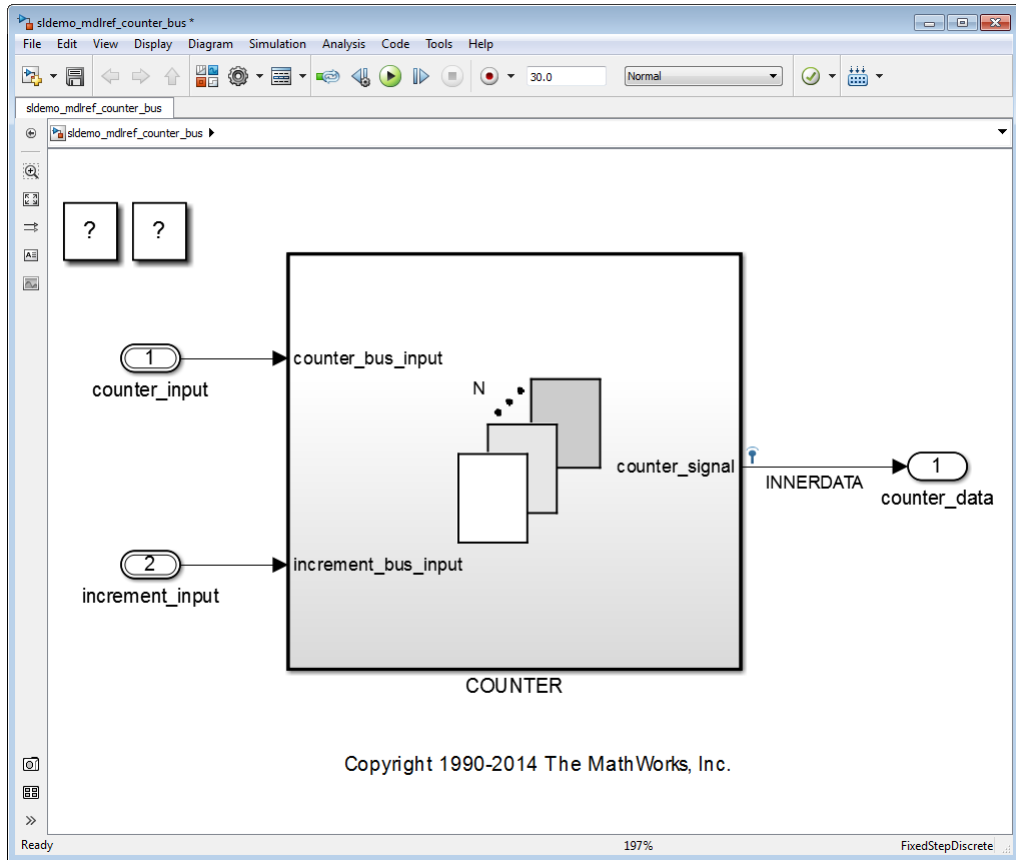 sldemo_mdlref_counter_bus *
File Edit View Display Diagram Simulation Analysis Code Tools Help
30.0 Normal
sldemo_mdlref_counter_bus
sldemo_mdlref_counter_bus
? ?
1
counter_input
counter_bus_input
N
counter_signal
INNERDATA
1
counter_data
2
increment_input
increment_bus_input
COUNTER
Copyright 1990-2014 The MathWorks, Inc.
Ready 197% FixedStepDiscrete